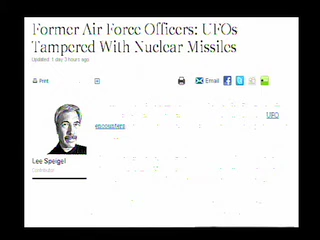 Former Air Force Officers: UFOs
Tampered With Nuclear Missiles
Updated: 1 day 3 hours ago
Print
Email
UFO
encounters
Lee Speigel
Contributor